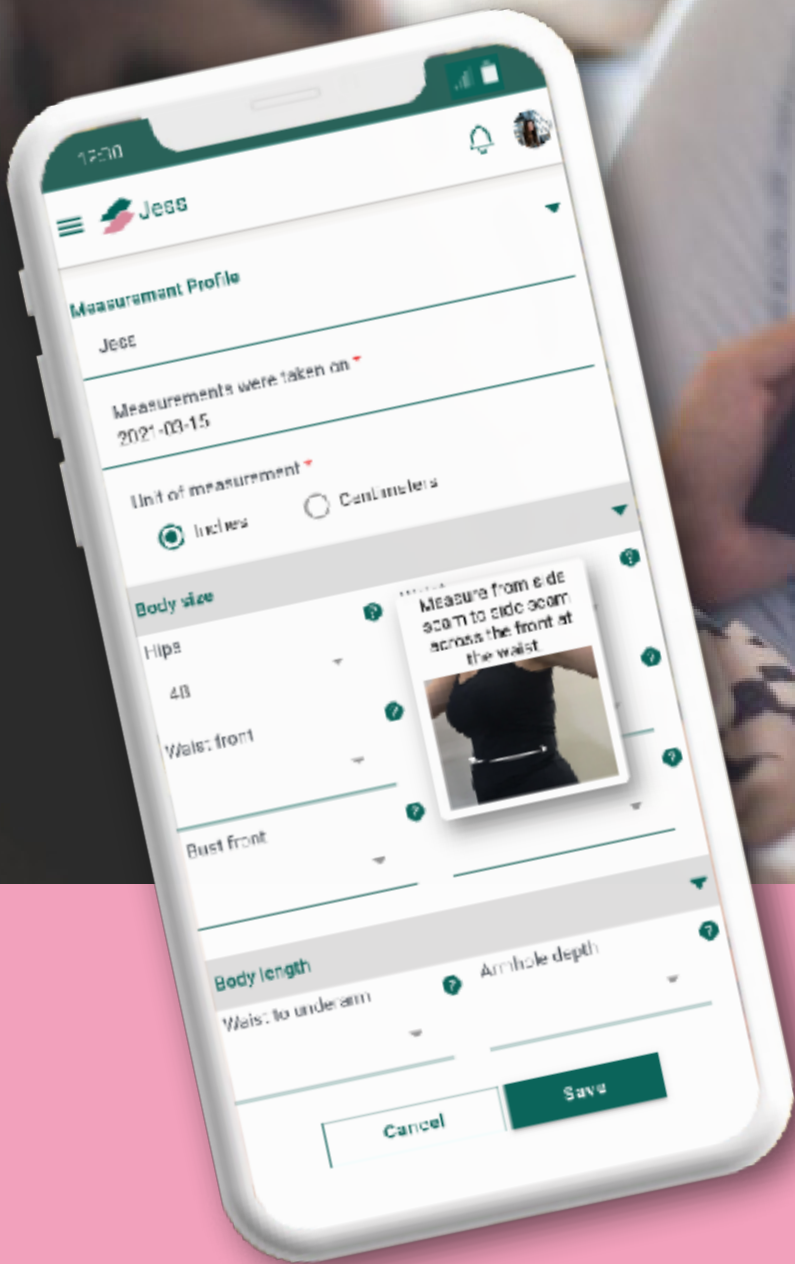 12:30
Jess
Measurement Profile
Jess
Measurements were taken on *
2021-03-15
Unit of measurement *
Inches
Centimeters
Body size
Hips
Measure from side
seam to side seam
across the front at
the waist.
48
Waist front
Bust front
Body length
Waist to underarm
Armhole depth
Cancel
Save